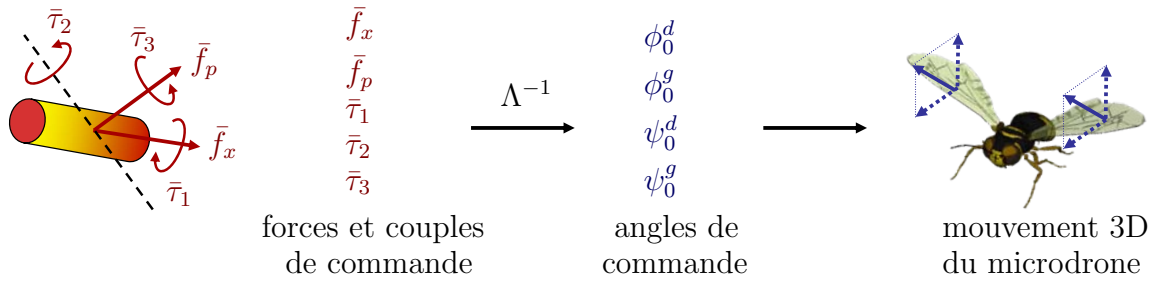 τ̄₂
τ̄₃
f̄ₚ
f̄ₓ
τ̄₁
f̄ₓ
f̄ₚ
τ̄₁
τ̄₂
τ̄₃
forces et couples
de commande
Λ⁻¹
ϕ₀ᵈ
ϕ₀ᵍ
ψ₀ᵈ
ψ₀ᵍ
angles de
commande
mouvement 3D
du microdrone